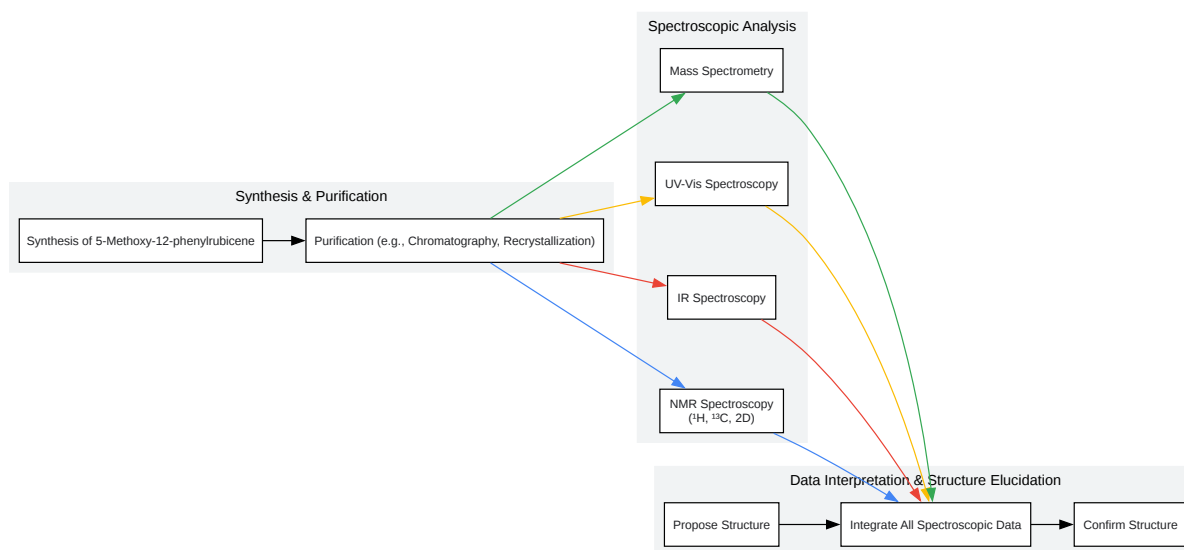 Spectroscopic Analysis
Mass Spectrometry
UV-Vis Spectroscopy
Synthesis & Purification
Synthesis of 5-Methoxy-12-phenylrubicene
Purification (e.g., Chromatography, Recrystallization)
IR Spectroscopy
NMR Spectroscopy
(¹H, ¹³C, 2D)
Data Interpretation & Structure Elucidation
Propose Structure
Integrate All Spectroscopic Data
Confirm Structure